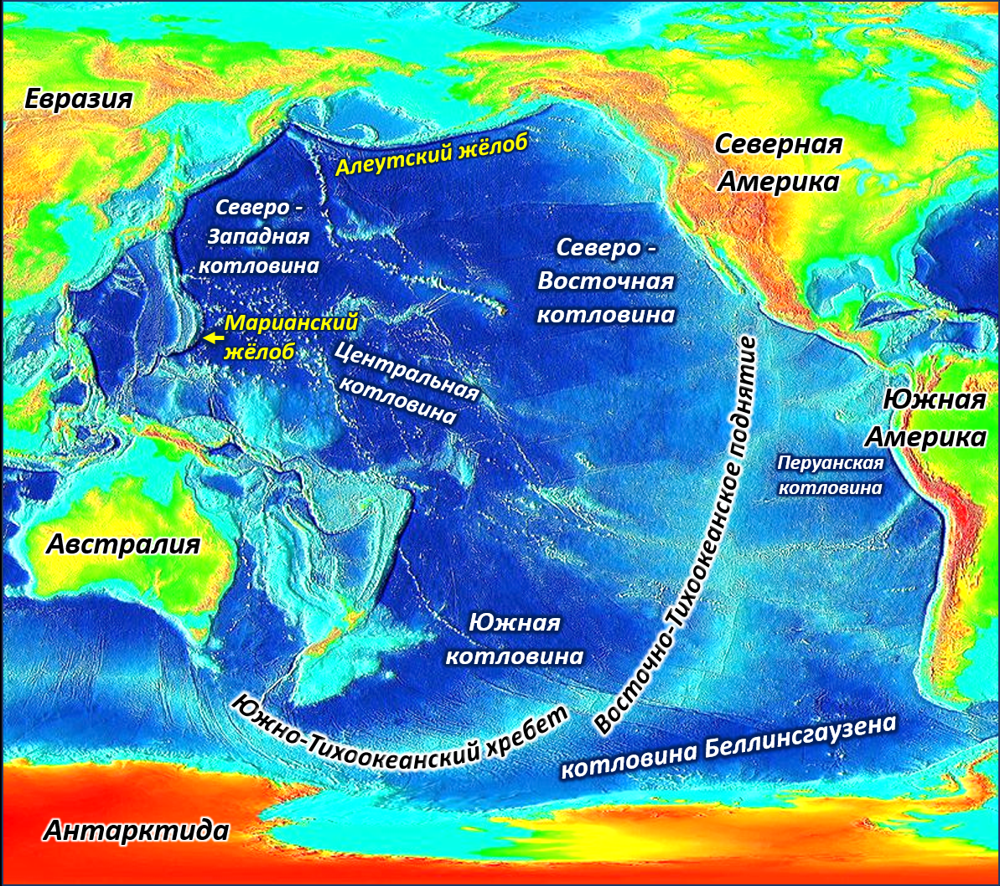 Евразия
Северная
Америка
Алеутский жёлоб
Северо -
Западная
котловина
Северо -
Восточная
котловина
Марианский
жёлоб
Центральная
котловина
Южная
Америка
Перуанская
котловина
Австралия
Восточно-Тихоокеанское поднятие
Южная
котловина
Южно-Тихоокеанский хребет
котловина Беллинсгаузена
Антарктида